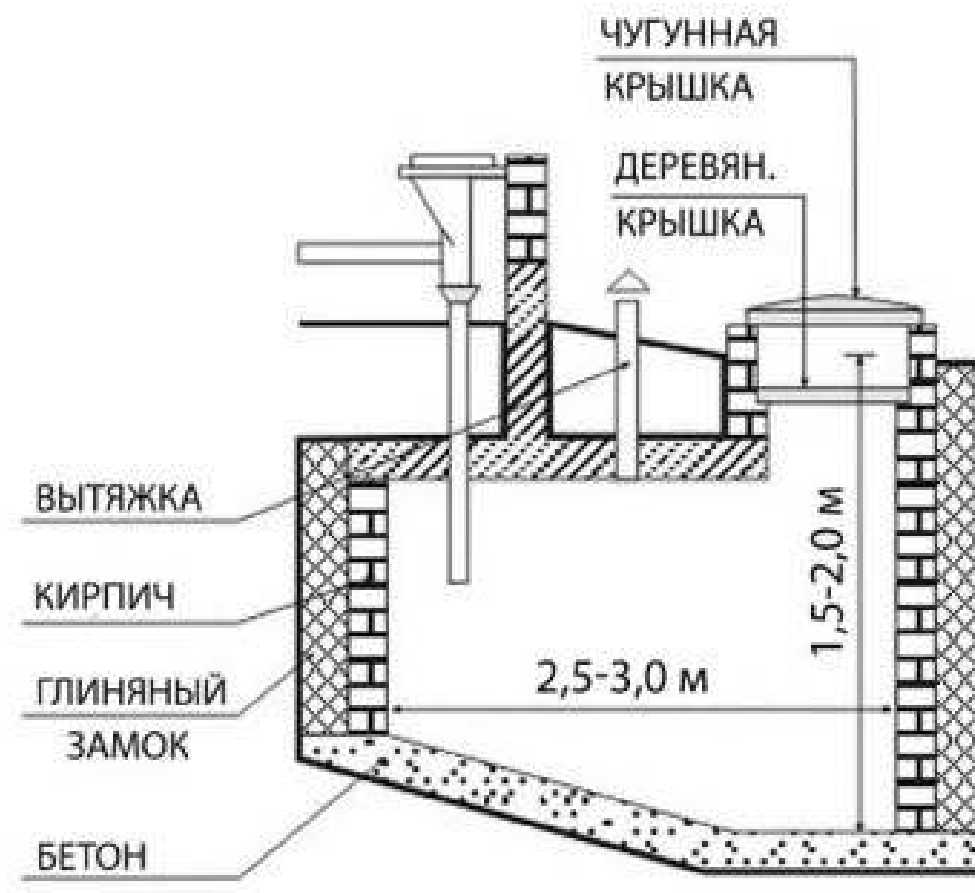 ЧУГУННАЯ
КРЫШКА
ДЕРЕВЯН.
КРЫШКА
ВЫТЯЖКА
КИРПИЧ
ГЛИНЯНЫЙ
ЗАМОК
БЕТОН
2,5-3,0 м
1,5-2,0 м